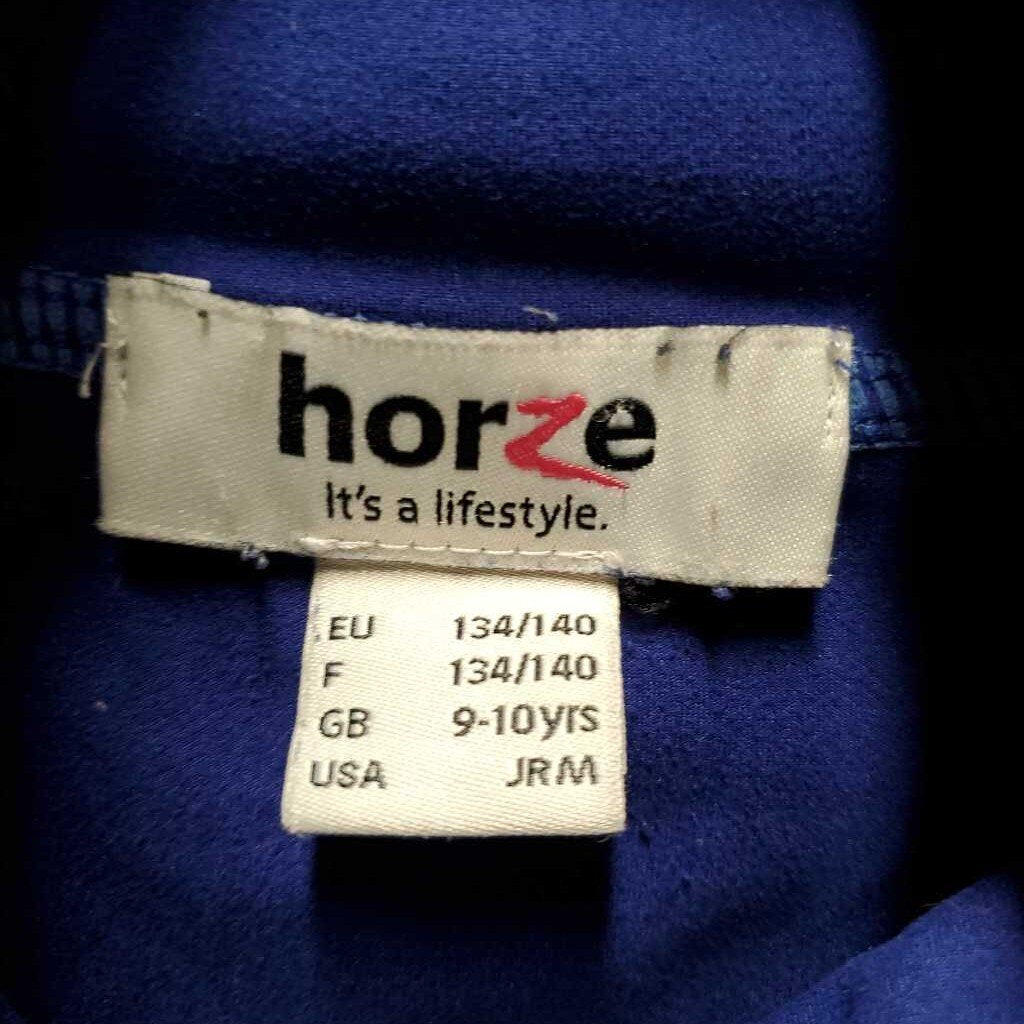 horze
It's a lifestyle.
EU 134/140
F 134/140
GB 9-10yrs
USA JRM